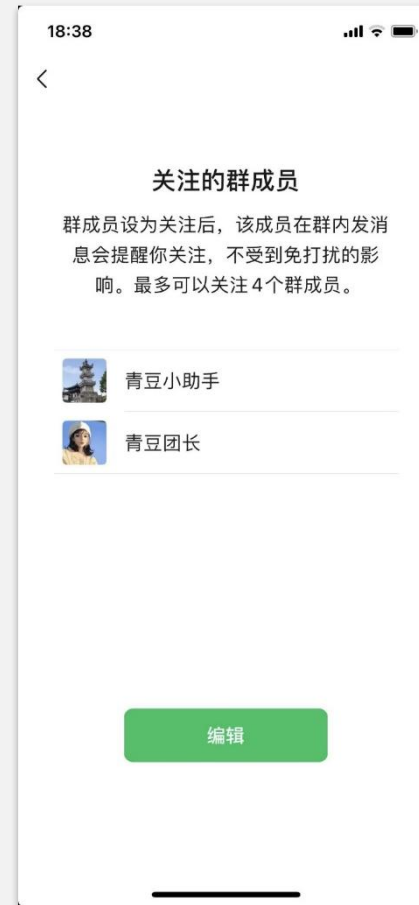 18:38
关注的群成员
群成员设为关注后，该成员在群内发消
息会提醒你关注，不受到免打扰的影
响。最多可以关注4个群成员。
青豆小助手
青豆团长
编辑